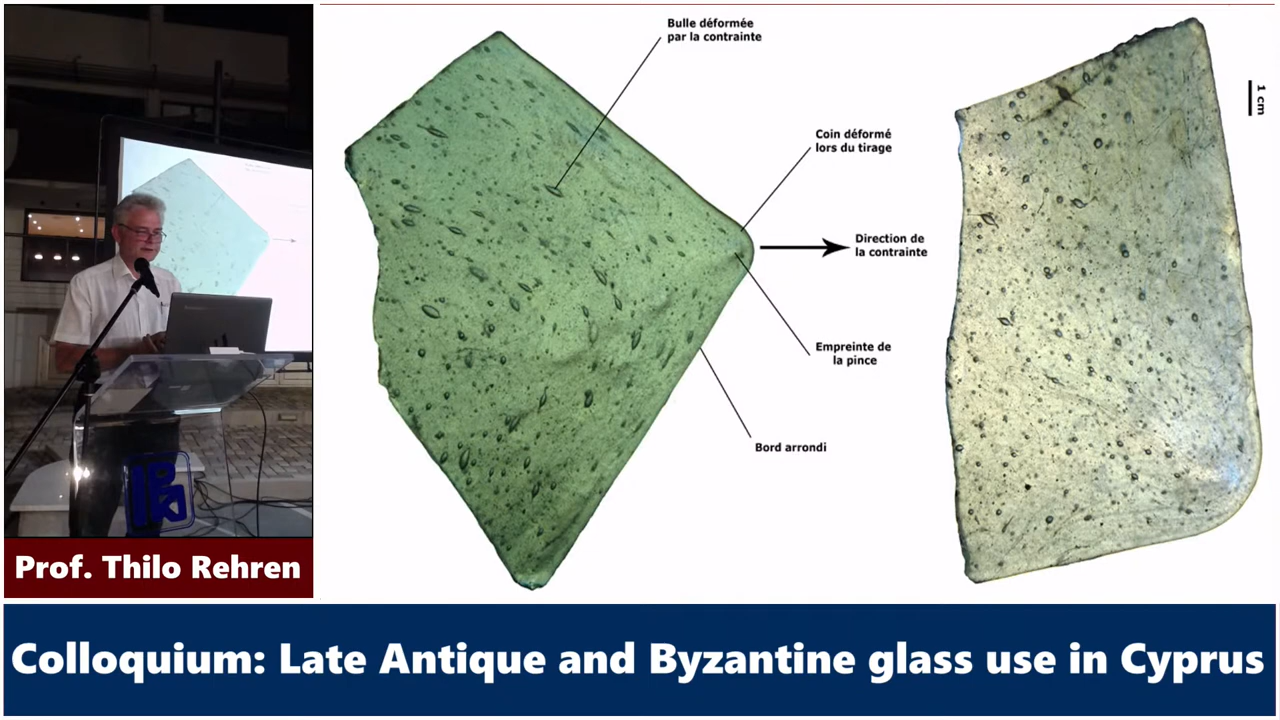 Bulle déformée
par la contrainte
Coin déformé
lors du tirage
Direction de
la contrainte
Empreinte de
la pince
Bord arrondi
1 cm
Prof. Thilo Rehren
Colloquium: Late Antique and Byzantine glass use in Cyprus